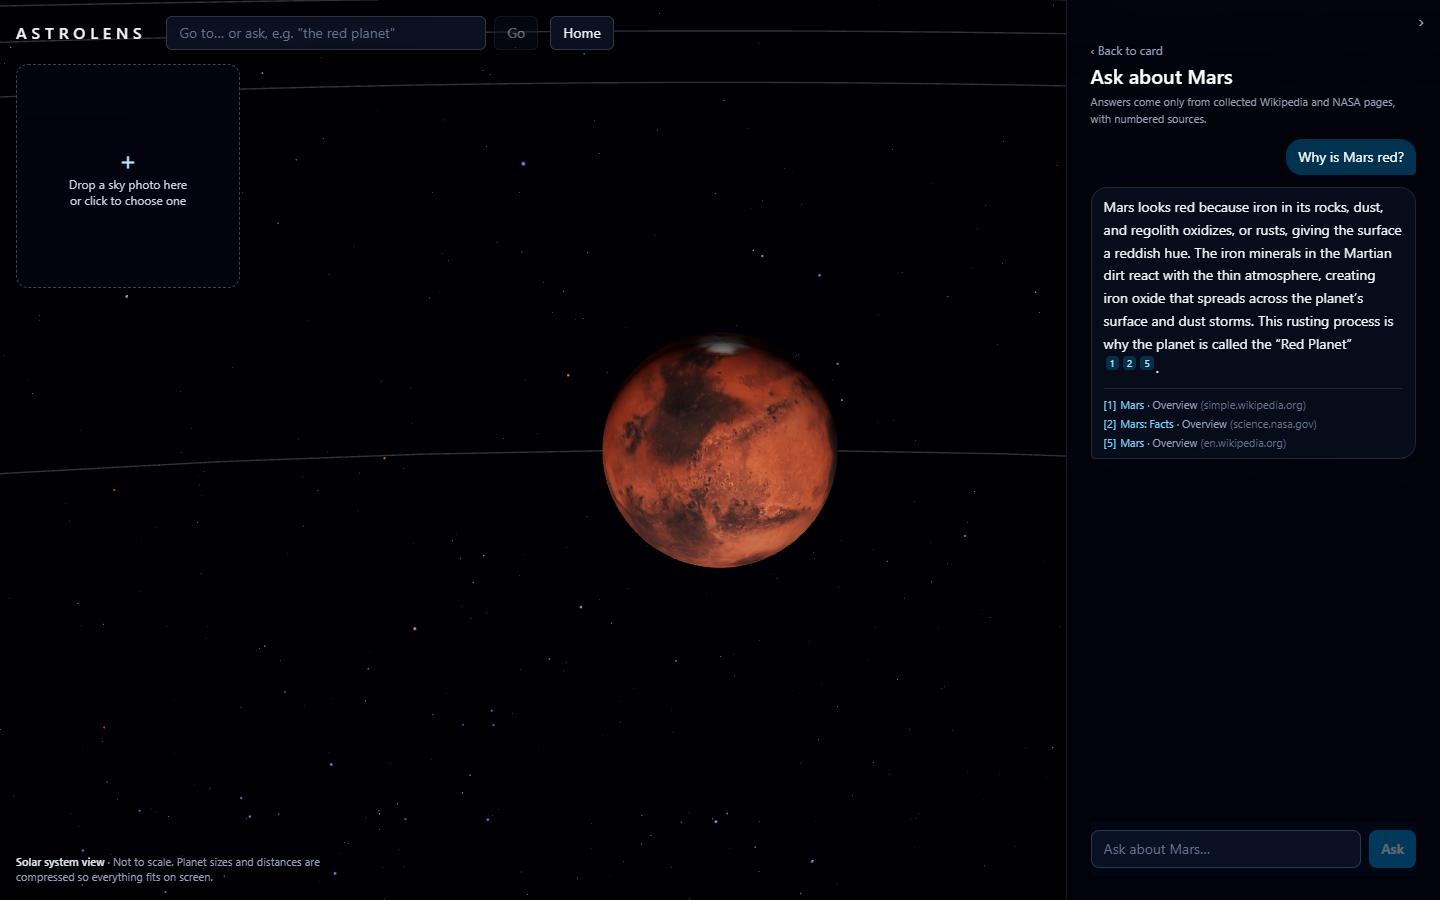 ASTROLENS
Go to... or ask, e.g. "the red planet"
Go
Home
+
Drop a sky photo here
or click to choose one
Solar system view · Not to scale. Planet sizes and distances are
compressed so everything fits on screen.
›
‹ Back to card
Ask about Mars
Answers come only from collected Wikipedia and NASA pages,
with numbered sources.
Why is Mars red?
Mars looks red because iron in its rocks, dust,
and regolith oxidizes, or rusts, giving the surface
a reddish hue. The iron minerals in the Martian
dirt react with the thin atmosphere, creating
iron oxide that spreads across the planet’s
surface and dust storms. This rusting process is
why the planet is called the “Red Planet”
1 2 5 .
[1] Mars · Overview (simple.wikipedia.org)
[2] Mars: Facts · Overview (science.nasa.gov)
[5] Mars · Overview (en.wikipedia.org)
Ask about Mars...
Ask